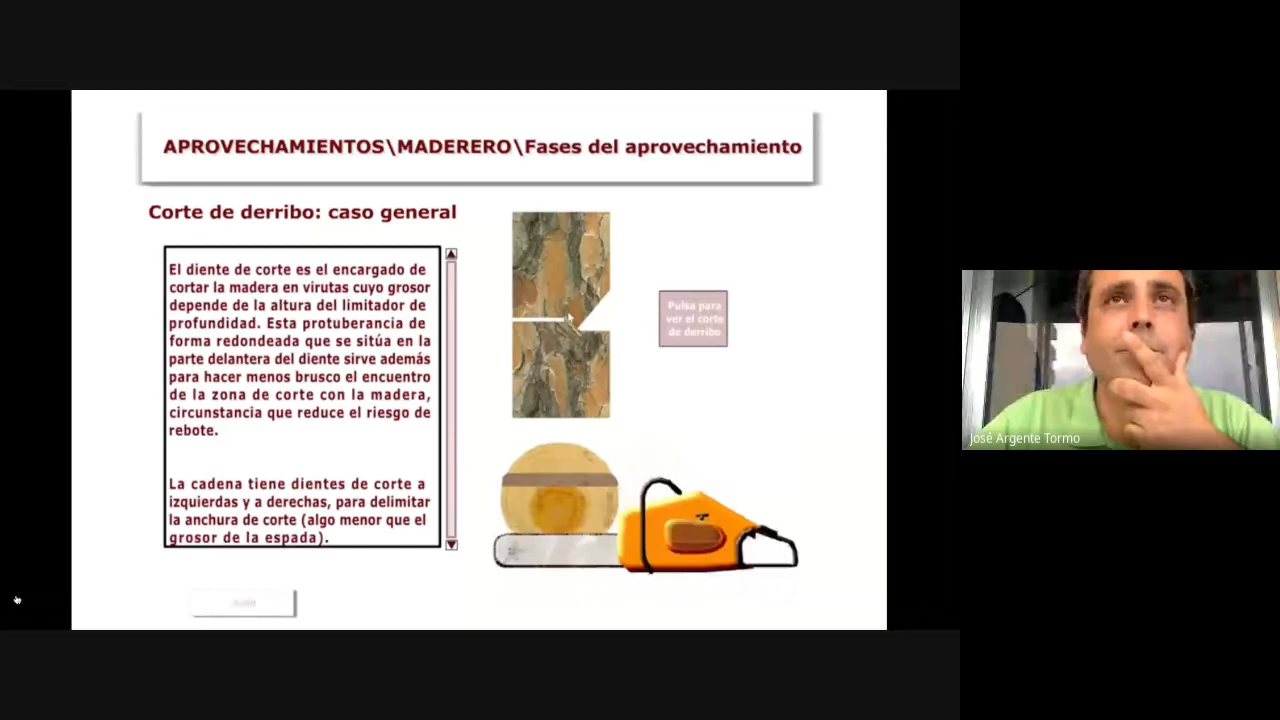 APROVECHAMIENTOS\MADERERO\Fases del aprovechamiento
Corte de derribo: caso general
El diente de corte es el encargado de
cortar la madera en virutas cuyo grosor
depende de la altura del limitador de
profundidad. Esta protuberancia de
forma redondeada que se sitúa en la
parte delantera del diente sirve además
para hacer menos brusco el encuentro
de la zona de corte con la madera,
circunstancia que reduce el riesgo de
rebote.
La cadena tiene dientes de corte a
izquierdas y a derechas, para delimitar
la anchura de corte (algo menor que el
grosor de la espada).
Pulsa para
ver el corte
de derribo
José Argente Tormo